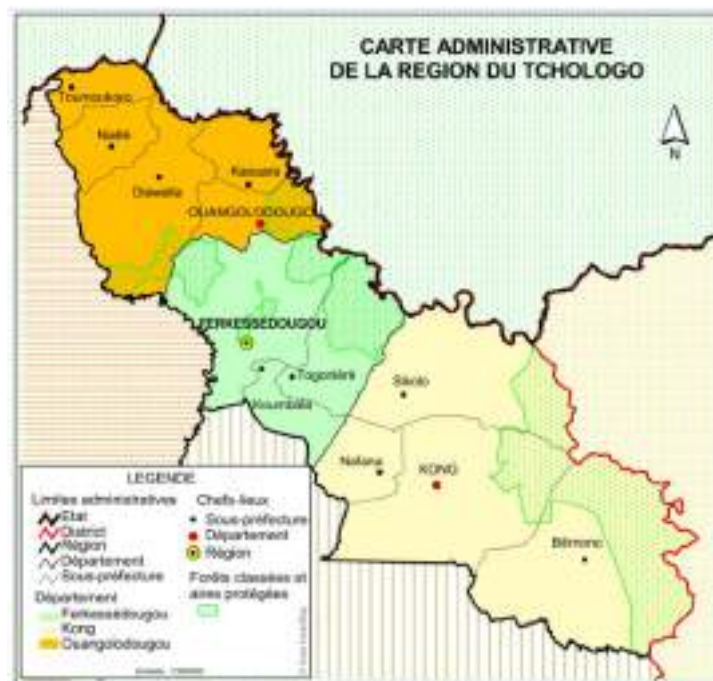 CARTE ADMINISTRATIVE
DE LA REGION DU TCHOLOGO
N
Toumoukoro
Niellé
Diawalla
Kaouara
OUANGOLODOUGOU
FERKESSEDOUGOU
Togoniéré
Koumbala
Sikolo
Nafana
KONG
Bilimono
LEGENDE
Limites administratives
Etat
District
Région
Département
Sous-préfecture
Département
Ferkessédougou
Kong
Ouangolodougou
Chefs-lieux
Sous-préfecture
Département
Région
Forêts classées et
aires protégées